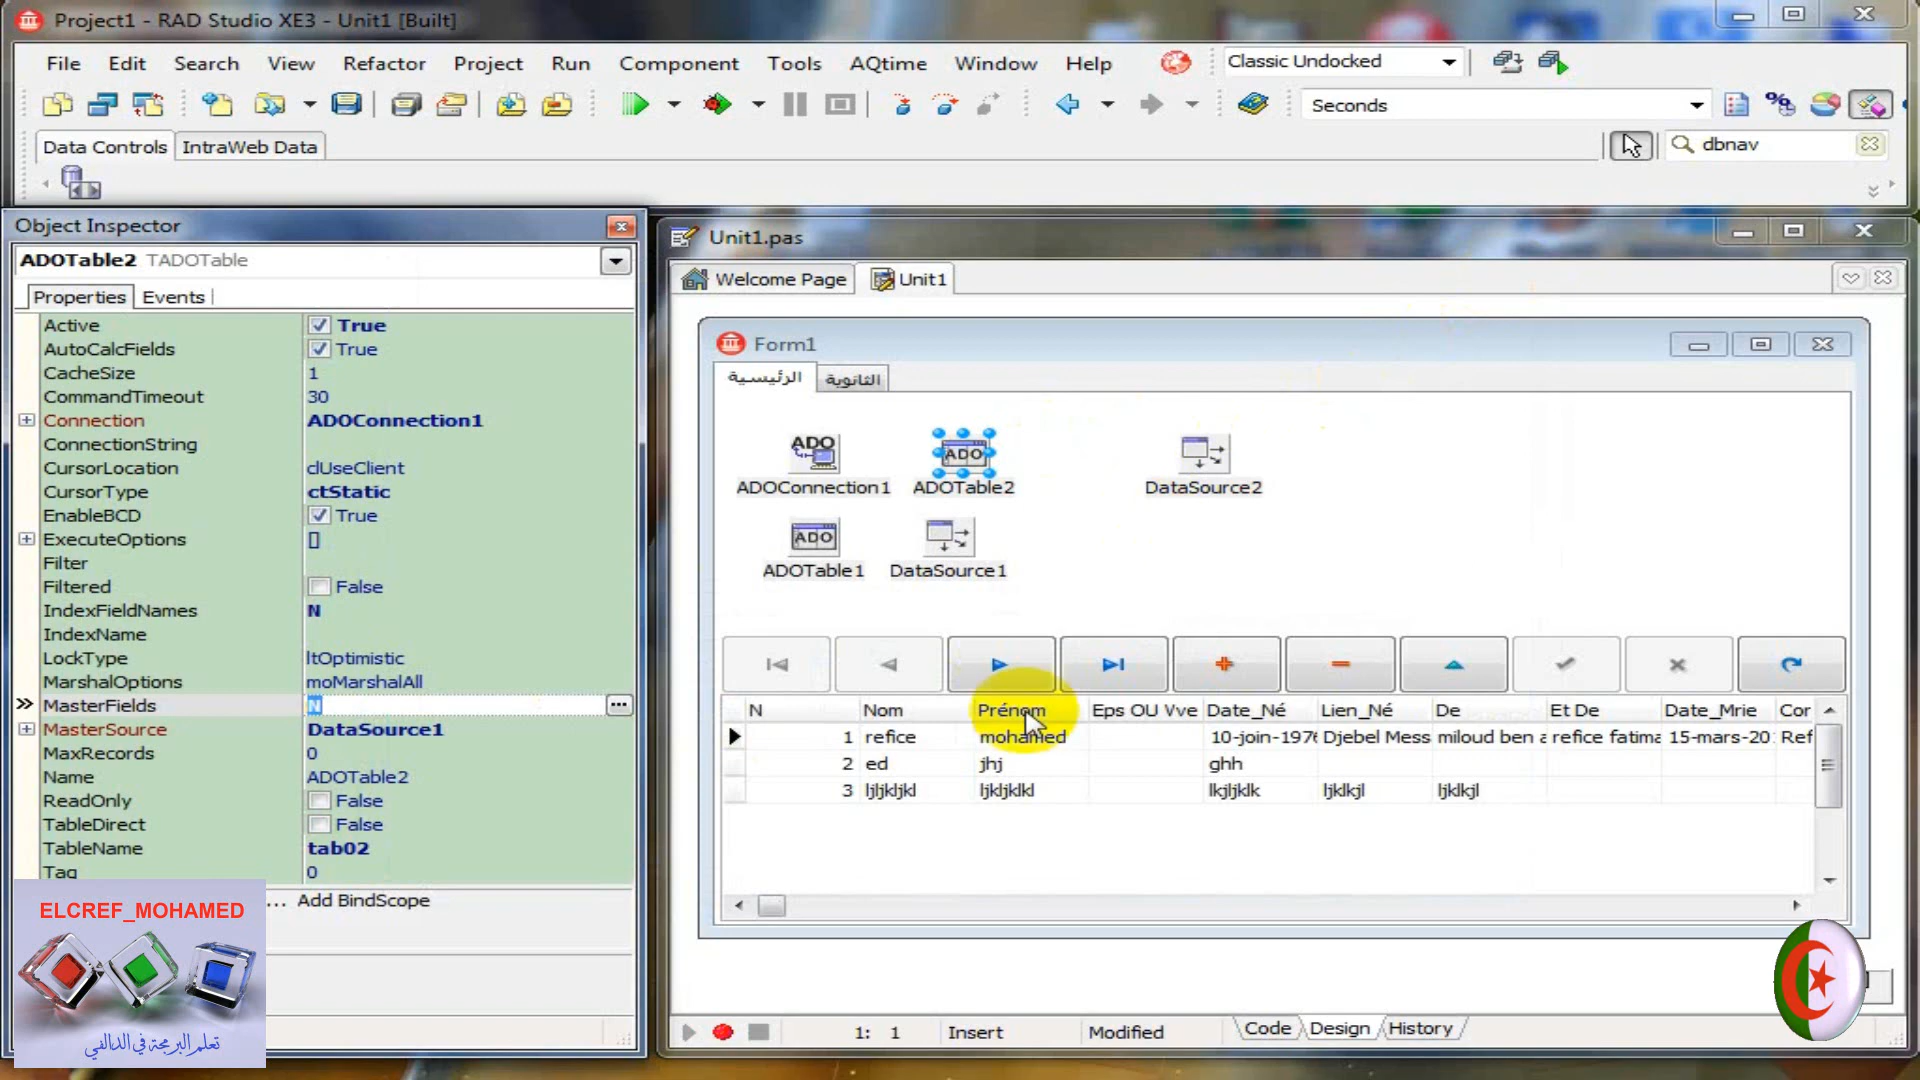 Project1 - RAD Studio XE3 - Unit1 [Built]
File Edit Search View Refactor Project Run Component Tools AQtime Window Help Classic Undocked
Seconds
Data Controls IntraWeb Data dbnav
Object Inspector
ADOTable2 TADOTable
Properties Events
Active True
AutoCalcFields True
CacheSize 1
CommandTimeout 30
Connection ADOConnection1
ConnectionString
CursorLocation clUseClient
CursorType ctStatic
EnableBCD True
ExecuteOptions []
Filter
Filtered False
IndexFieldNames N
IndexName
LockType ltOptimistic
MarshalOptions moMarshalAll
MasterFields N
MasterSource DataSource1
MaxRecords 0
Name ADOTable2
ReadOnly False
TableDirect False
TableName tab02
Tag 0
... Add BindScope
ELCREF_MOHAMED
تعلم البرمجة في الدالفي
Unit1.pas
Welcome Page Unit1
Form1
الرئيسية الثانوية
ADO ADO
ADOConnection1 ADOTable2 DataSource2
ADO
ADOTable1 DataSource1
N Nom Prénom Eps OU Vve Date_Né Lien_Né De Et De Date_Mrie Cor
1 refice mohamed 10-join-1976 Djebel Mess miloud ben a refice fatima 15-mars-20 Ref
2 ed jhj ghh
3 ljljkljkl ljkljklkl lkjljklk ljklkjl ljklkjl
1: 1 Insert Modified Code Design History